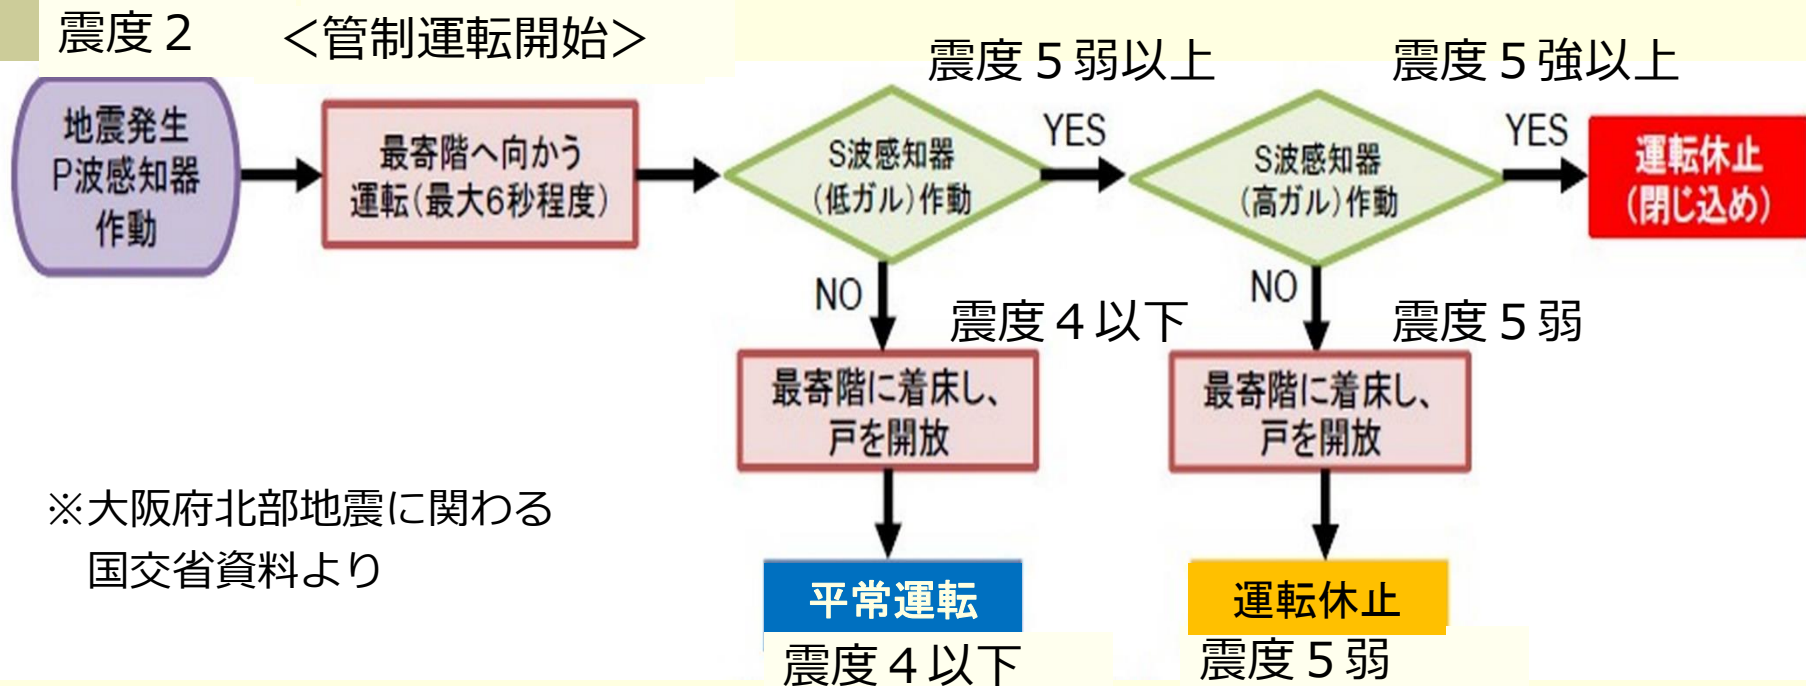 震度２
＜管制運転開始＞
震度５弱以上
震度５強以上
地震発生
P波感知器
作動
最寄階へ向かう
運転(最大6秒程度)
S波感知器
(低ガル)作動
YES
S波感知器
(高ガル)作動
YES
運転休止
(閉じ込め)
NO
震度４以下
NO
震度５弱
最寄階に着床し、
戸を開放
最寄階に着床し、
戸を開放
※大阪府北部地震に関わる
国交省資料より
平常運転
震度４以下
運転休止
震度５弱